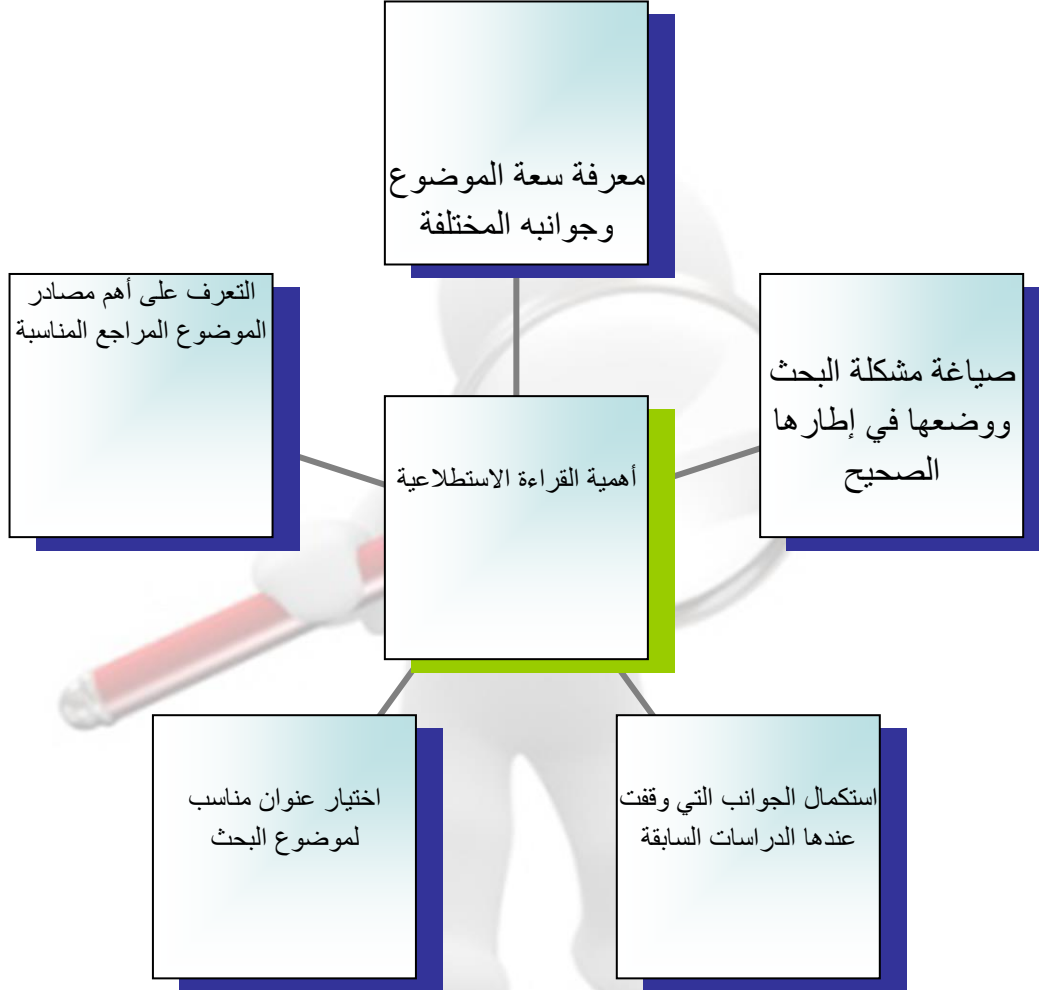 معرفة سعة الموضوع
وجوانبه المختلفة
صياغة مشكلة البحث
ووضعها في إطارها
الصحيح
التعرف على أهم مصادر
الموضوع المراجع المناسبة
أهمية القراءة الاستطلاعية
استكمال الجوانب التي وقفت
عندها الدراسات السابقة
اختيار عنوان مناسب
لموضوع البحث